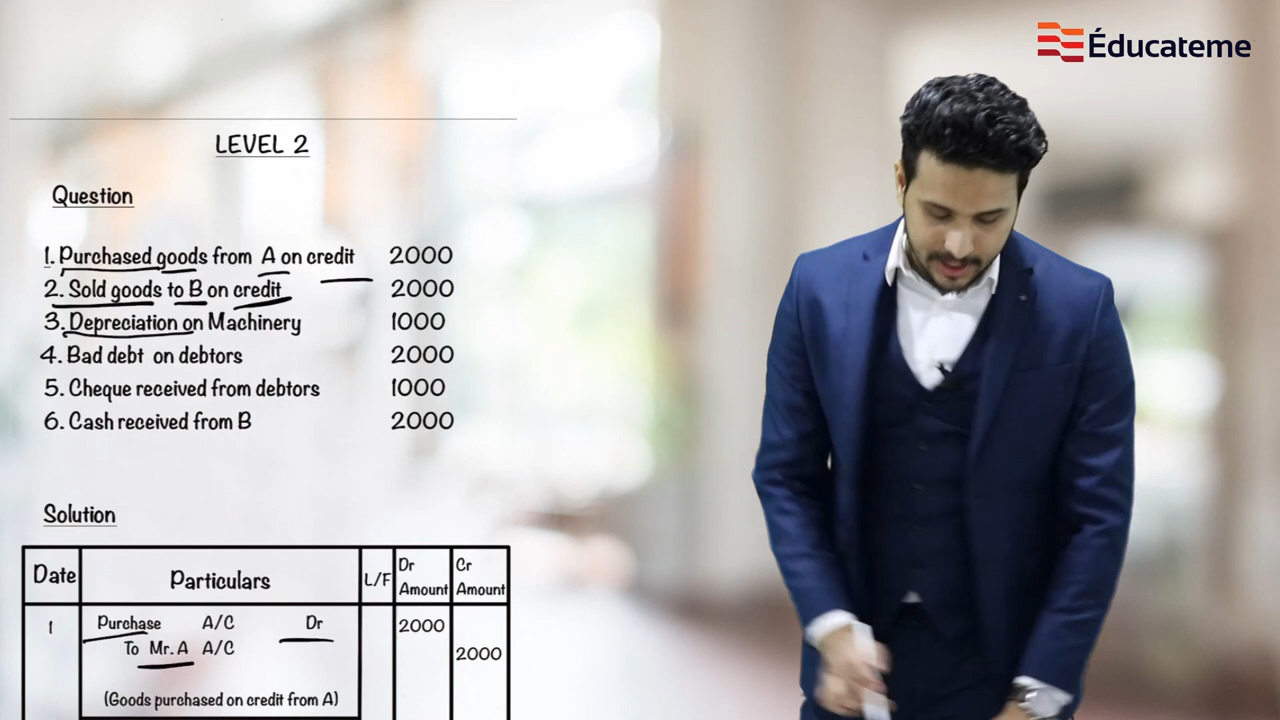 Éducateme
LEVEL 2
Question
1. Purchased goods from A on credit 2000
2. Sold goods to B on credit 2000
3. Depreciation on Machinery 1000
4. Bad debt on debtors 2000
5. Cheque received from debtors 1000
6. Cash received from B 2000
Solution
Date Particulars L/F Dr Amount Cr Amount
1 Purchase A/C Dr 2000
To Mr. A A/C 2000
(Goods purchased on credit from A)